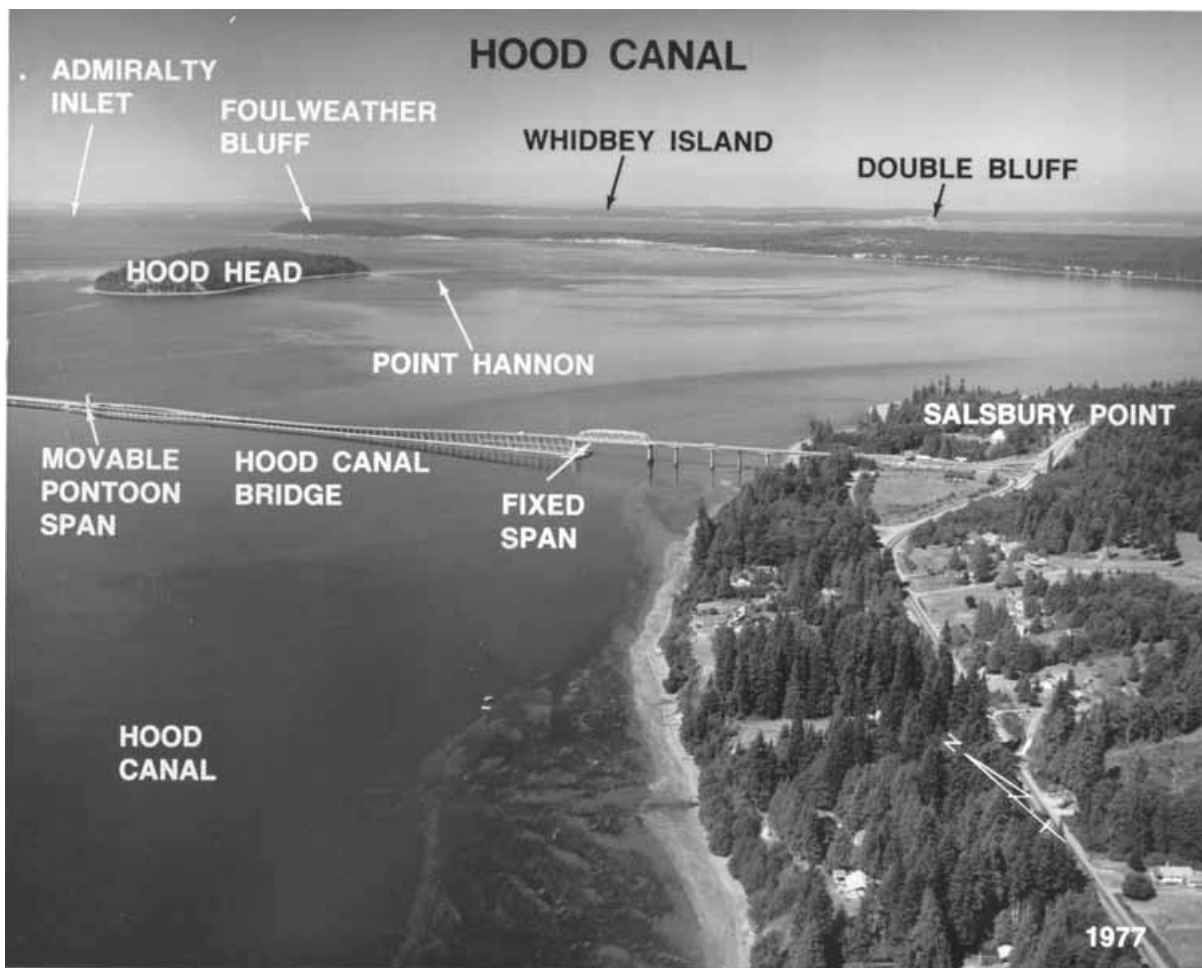 HOOD CANAL
ADMIRALTY
INLET
FOULWEATHER
BLUFF
WHIDBEY ISLAND
DOUBLE BLUFF
HOOD HEAD
POINT HANNON
SALSBURY POINT
MOVABLE
PONTOON
SPAN
HOOD CANAL
BRIDGE
FIXED
SPAN
HOOD
CANAL
N
1977